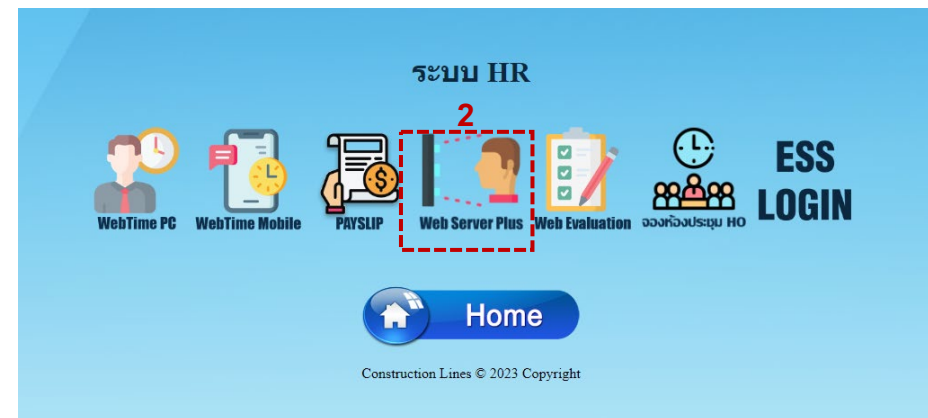 ระบบ HR
2
WebTime PC WebTime Mobile PAYSLIP Web Server Plus Web Evaluation จองห้องประชุม HO ESS LOGIN
Home
Construction Lines © 2023 Copyright